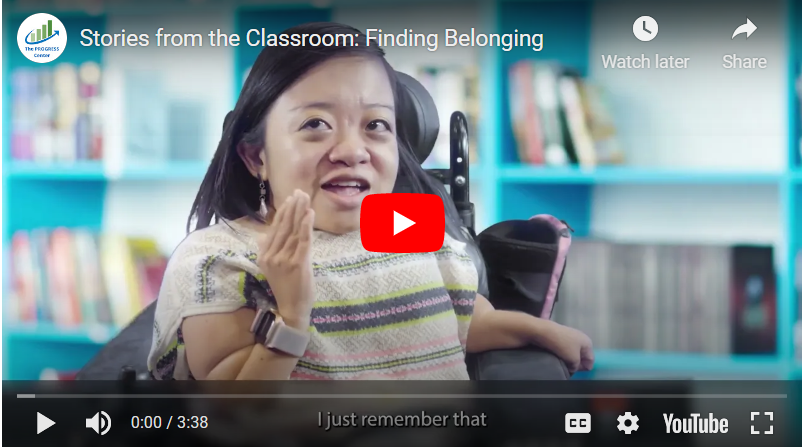 The PROGRESS
Center
Stories from the Classroom: Finding Belonging
Watch later
Share
I just remember that
0:00 / 3:38
CC
YouTube